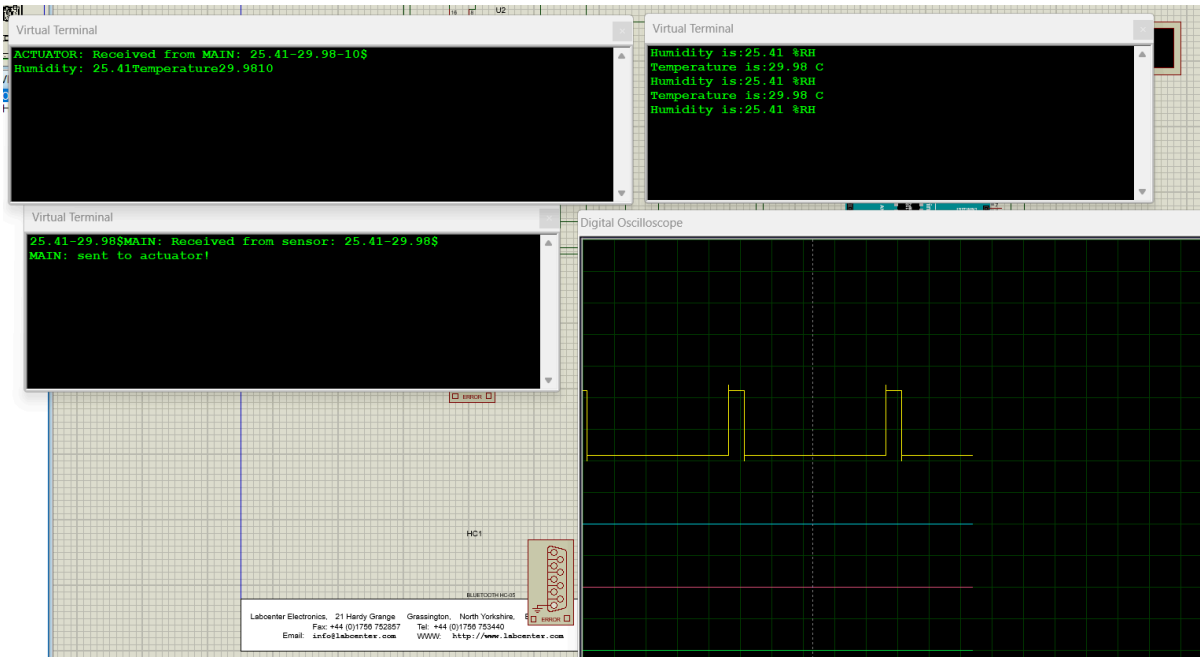 U2
16
Virtual Terminal
ACTUATOR: Received from MAIN: 25.41-29.98-10$
Humidity: 25.41Temperature29.9810
Virtual Terminal
Humidity is:25.41 %RH
Temperature is:29.98 C
Humidity is:25.41 %RH
Temperature is:29.98 C
Humidity is:25.41 %RH
Virtual Terminal
25.41-29.98$MAIN: Received from sensor: 25.41-29.98$
MAIN: sent to actuator!
Digital Oscilloscope
ERROR
HC1
BLUETOOTH HC-05
ERROR
Labcenter Electronics, 21 Hardy Grange Grassington, North Yorkshire,
Fax: +44 (0)1756 752857 Tel: +44 (0)1756 753440
Email: info@labcenter.com WWW: http://www.labcenter.com